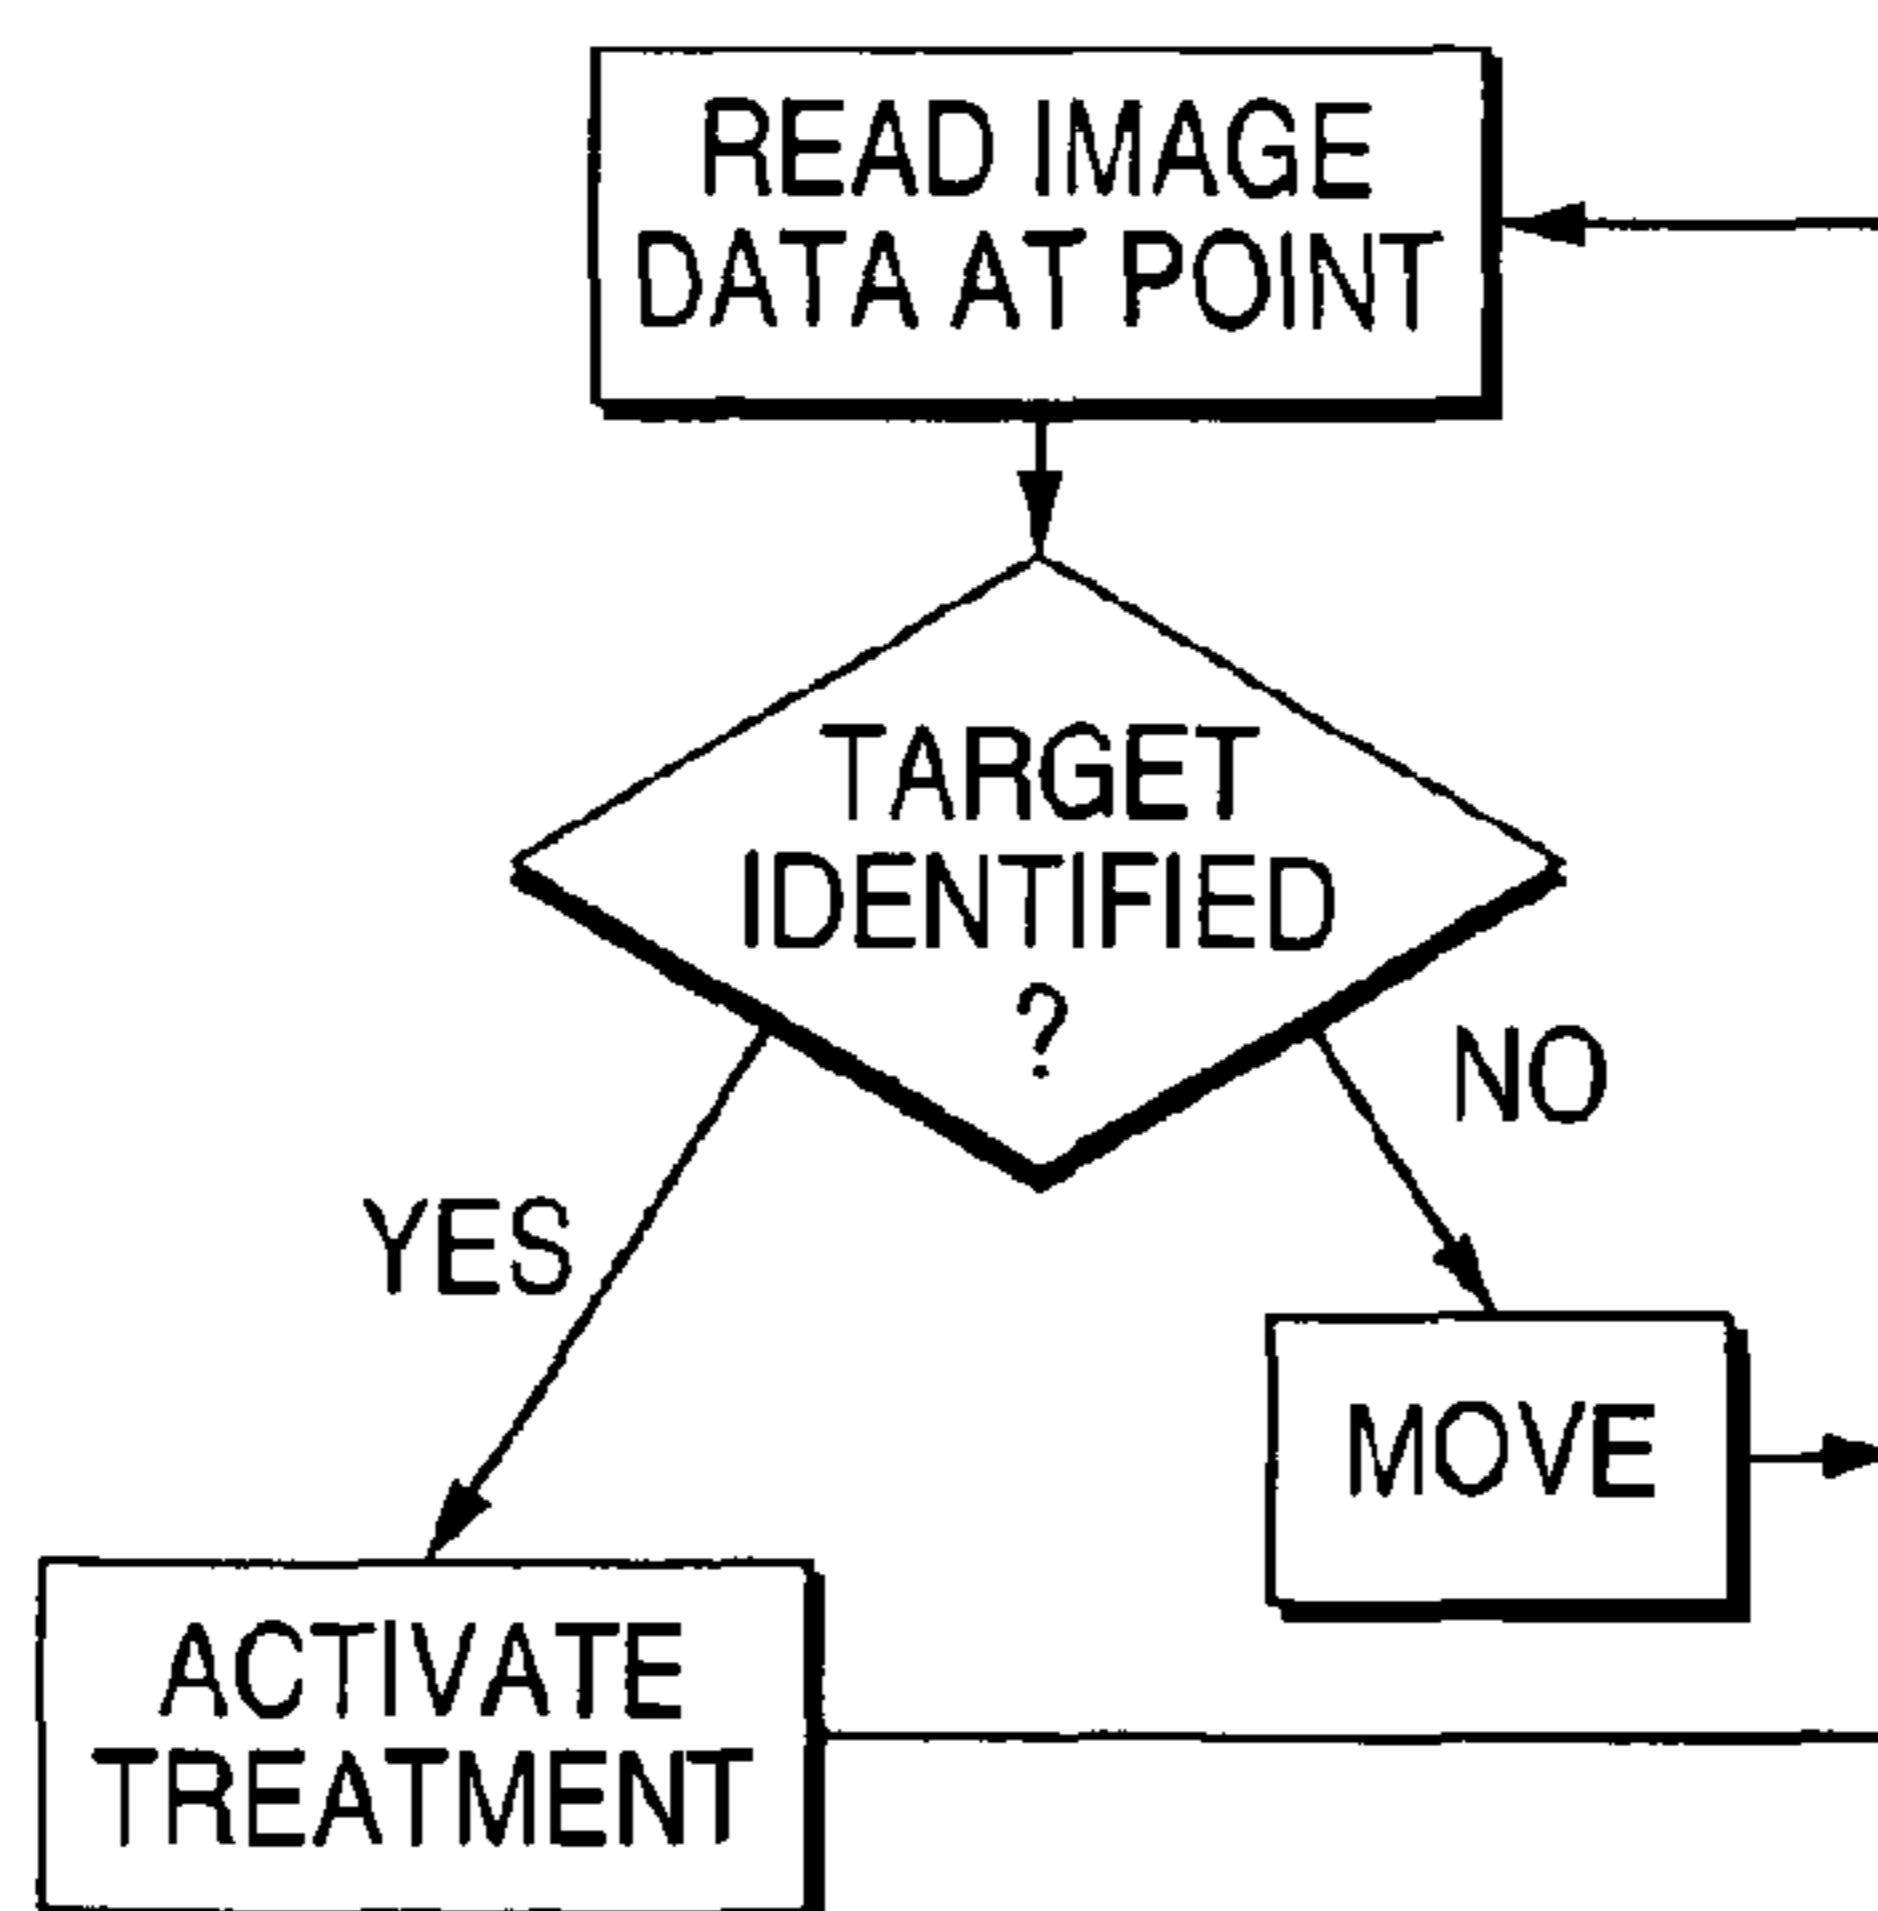 READ IMAGE
DATA AT POINT
TARGET
IDENTIFIED
?
NO
YES
MOVE
ACTIVATE
TREATMENT